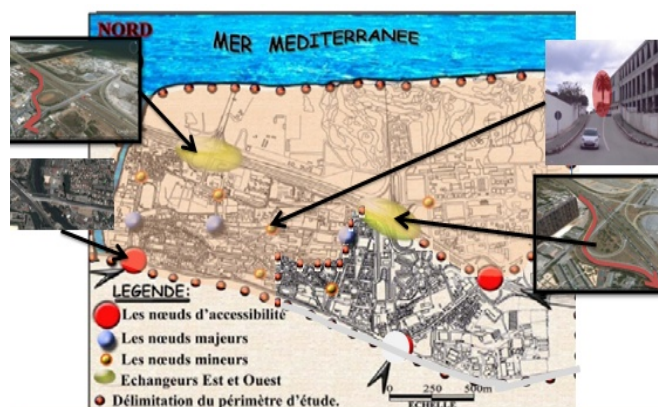 NORD
MER MEDITERRANEE
LEGENDE:
Les nœuds d'accessibilité
Les nœuds majeurs
Les nœuds mineurs
Echangeurs Est et Ouest
Délimitation du périmètre d'étude.
0 250 500m
ECHELLE